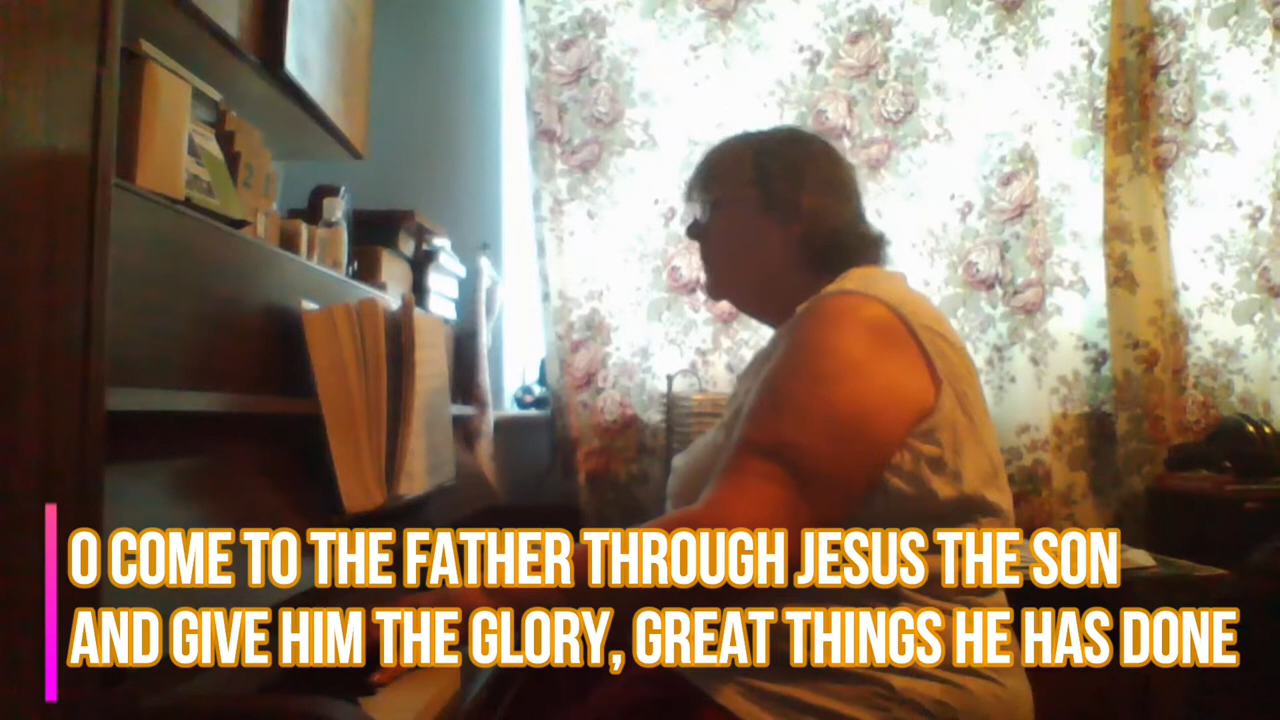 O COME TO THE FATHER THROUGH JESUS THE SON
AND GIVE HIM THE GLORY, GREAT THINGS HE HAS DONE